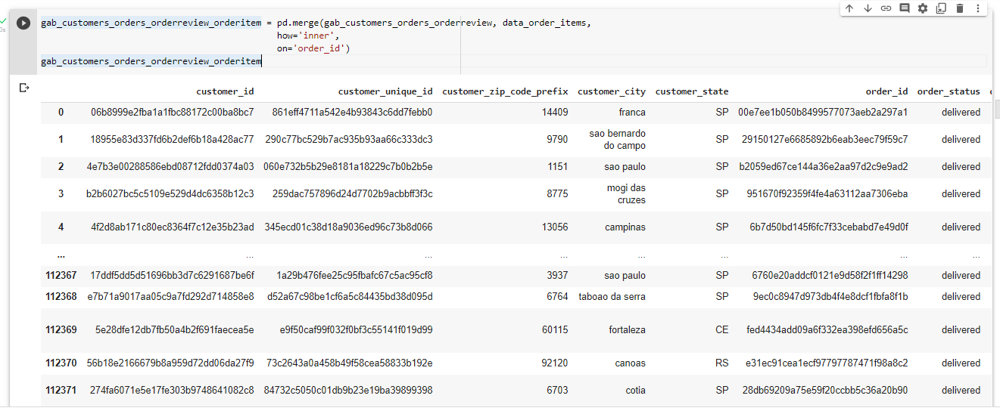 gab_customers_orders_orderreview_orderitem = pd.merge(gab_customers_orders_orderreview, data_order_items,
how='inner',
on='order_id')
gab_customers_orders_orderreview_orderitem
customer_id customer_unique_id customer_zip_code_prefix customer_city customer_state order_id order_status
0 06b8999e2fba1a1fbc88172c00ba8bc7 861eff4711a542e4b93843c6dd7febb0 14409 franca SP 00e7ee1b050b8499577073aeb2a297a1 delivered
1 18955e83d337fd6b2def6b18a428ac77 290c77bc529b7ac935b93aa66c333dc3 9790 sao bernardo do campo SP 29150127e6685892b6eab3eec79f59c7 delivered
2 4e7b3e00288586ebd08712fdd0374a03 060e732b5b29e8181a18229c7b0b2b5e 1151 sao paulo SP b2059ed67ce144a36e2aa97d2c9e9ad2 delivered
3 b2b6027bc5c5109e529d4dc6358b12c3 259dac757896d24d7702b9acbbff3f3c 8775 mogi das cruzes SP 951670f92359f4fe4a63112aa7306eba delivered
4 4f2d8ab171c80ec8364f7c12e35b23ad 345ecd01c38d18a9036ed96c73b8d066 13056 campinas SP 6b7d50bd145f6fc7f33cebabd7e49d0f delivered
... ... ... ... ... ... ... ...
112367 17ddf5dd5d51696bb3d7c6291687be6f 1a29b476fee25c95fbafc67c5ac95cf8 3937 sao paulo SP 6760e20addcf0121e9d58f2f1ff14298 delivered
112368 e7b71a9017aa05c9a7fd292d714858e8 d52a67c98be1cf6a5c84435bd38d095d 6764 taboao da serra SP 9ec0c8947d973db4f4e8dcf1fbfa8f1b delivered
112369 5e28dfe12db7fb50a4b2f691faecea5e e9f50caf99f032f0bf3c55141f019d99 60115 fortaleza CE fed4434add09a6f332ea398efd656a5c delivered
112370 56b18e2166679b8a959d72dd06da27f9 73c2643a0a458b49f58cea58833b192e 92120 canoas RS e31ec91cea1ecf97797787471f98a8c2 delivered
112371 274fa6071e5e17fe303b9748641082c8 84732c5050c01db9b23e19ba39899398 6703 cotia SP 28db69209a75e59f20ccbb5c36a20b90 delivered